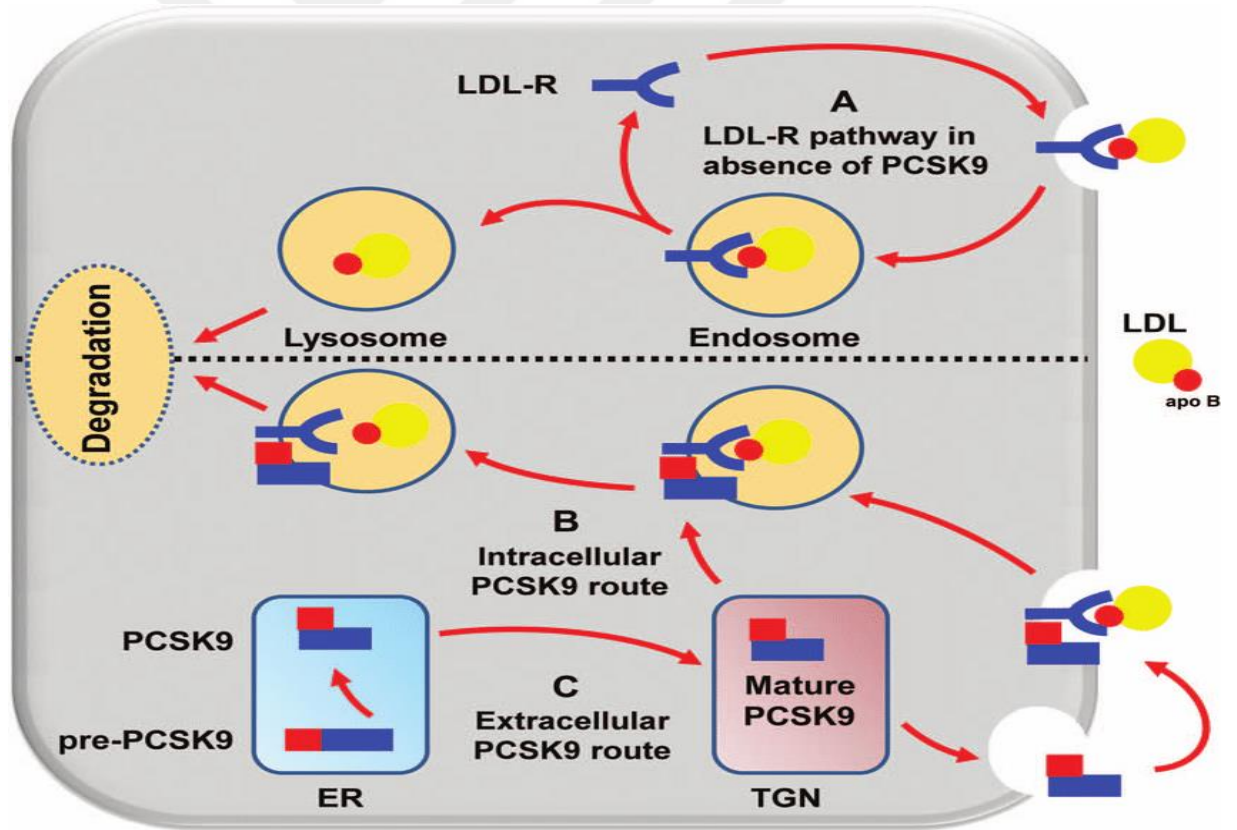 LDL-R
A
LDL-R pathway in
absence of PCSK9
Lysosome
Endosome
LDL
apo B
Degradation
B
Intracellular
PCSK9 route
PCSK9
C
Extracellular
PCSK9 route
Mature
PCSK9
pre-PCSK9
ER
TGN